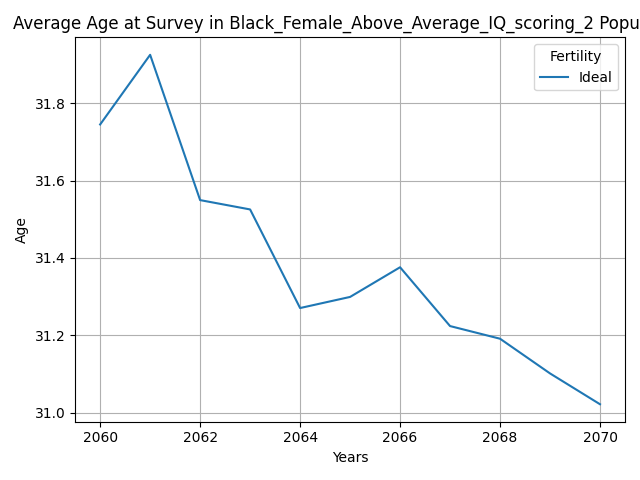 Average Age at Survey in Black_Female_Above_Average_IQ_scoring_2 Popu
Fertility
Ideal
31.8
31.6
31.4
31.2
31.0
Age
2060 2062 2064 2066 2068 2070
Years